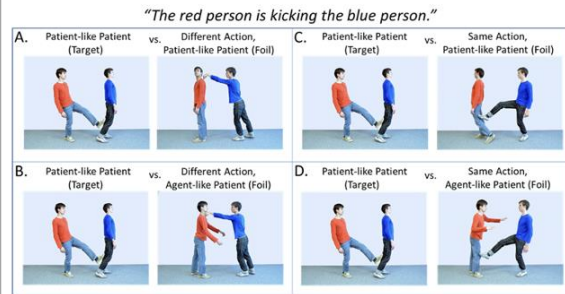 “The red person is kicking the blue person.”
A. Patient-like Patient (Target) vs. Different Action, Patient-like Patient (Foil)
C. Patient-like Patient (Target) vs. Same Action, Patient-like Patient (Foil)
B. Patient-like Patient (Target) vs. Different Action, Agent-like Patient (Foil)
D. Patient-like Patient (Target) vs. Same Action, Agent-like Patient (Foil)